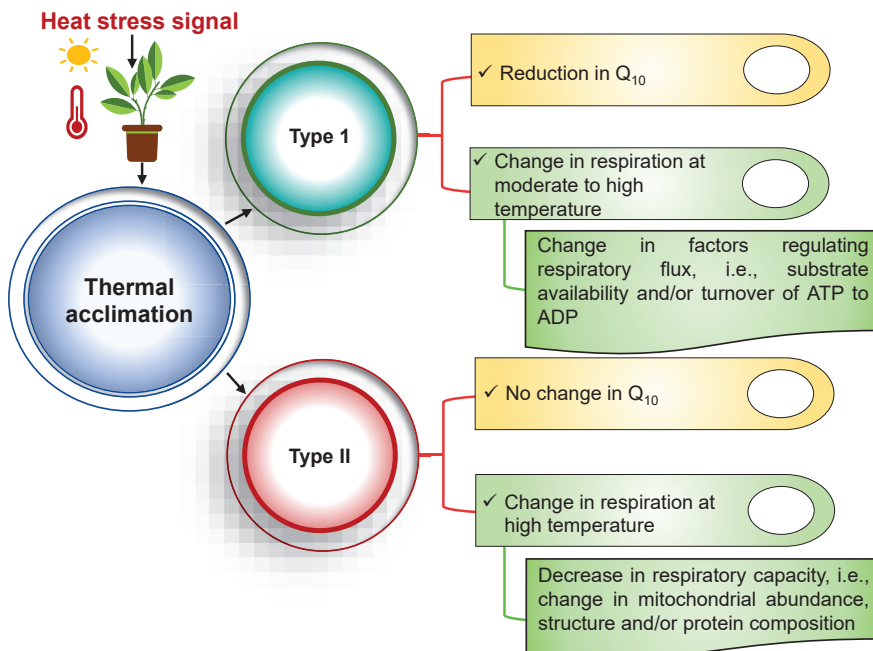 Heat stress signal
Type 1
✓ Reduction in Q₁₀
✓ Change in respiration at
moderate to high
temperature
Change in factors regulating
respiratory flux, i.e., substrate
availability and/or turnover of ATP to
ADP
Thermal
acclimation
Type II
✓ No change in Q₁₀
✓ Change in respiration at
high temperature
Decrease in respiratory capacity, i.e.,
change in mitochondrial abundance,
structure and/or protein composition